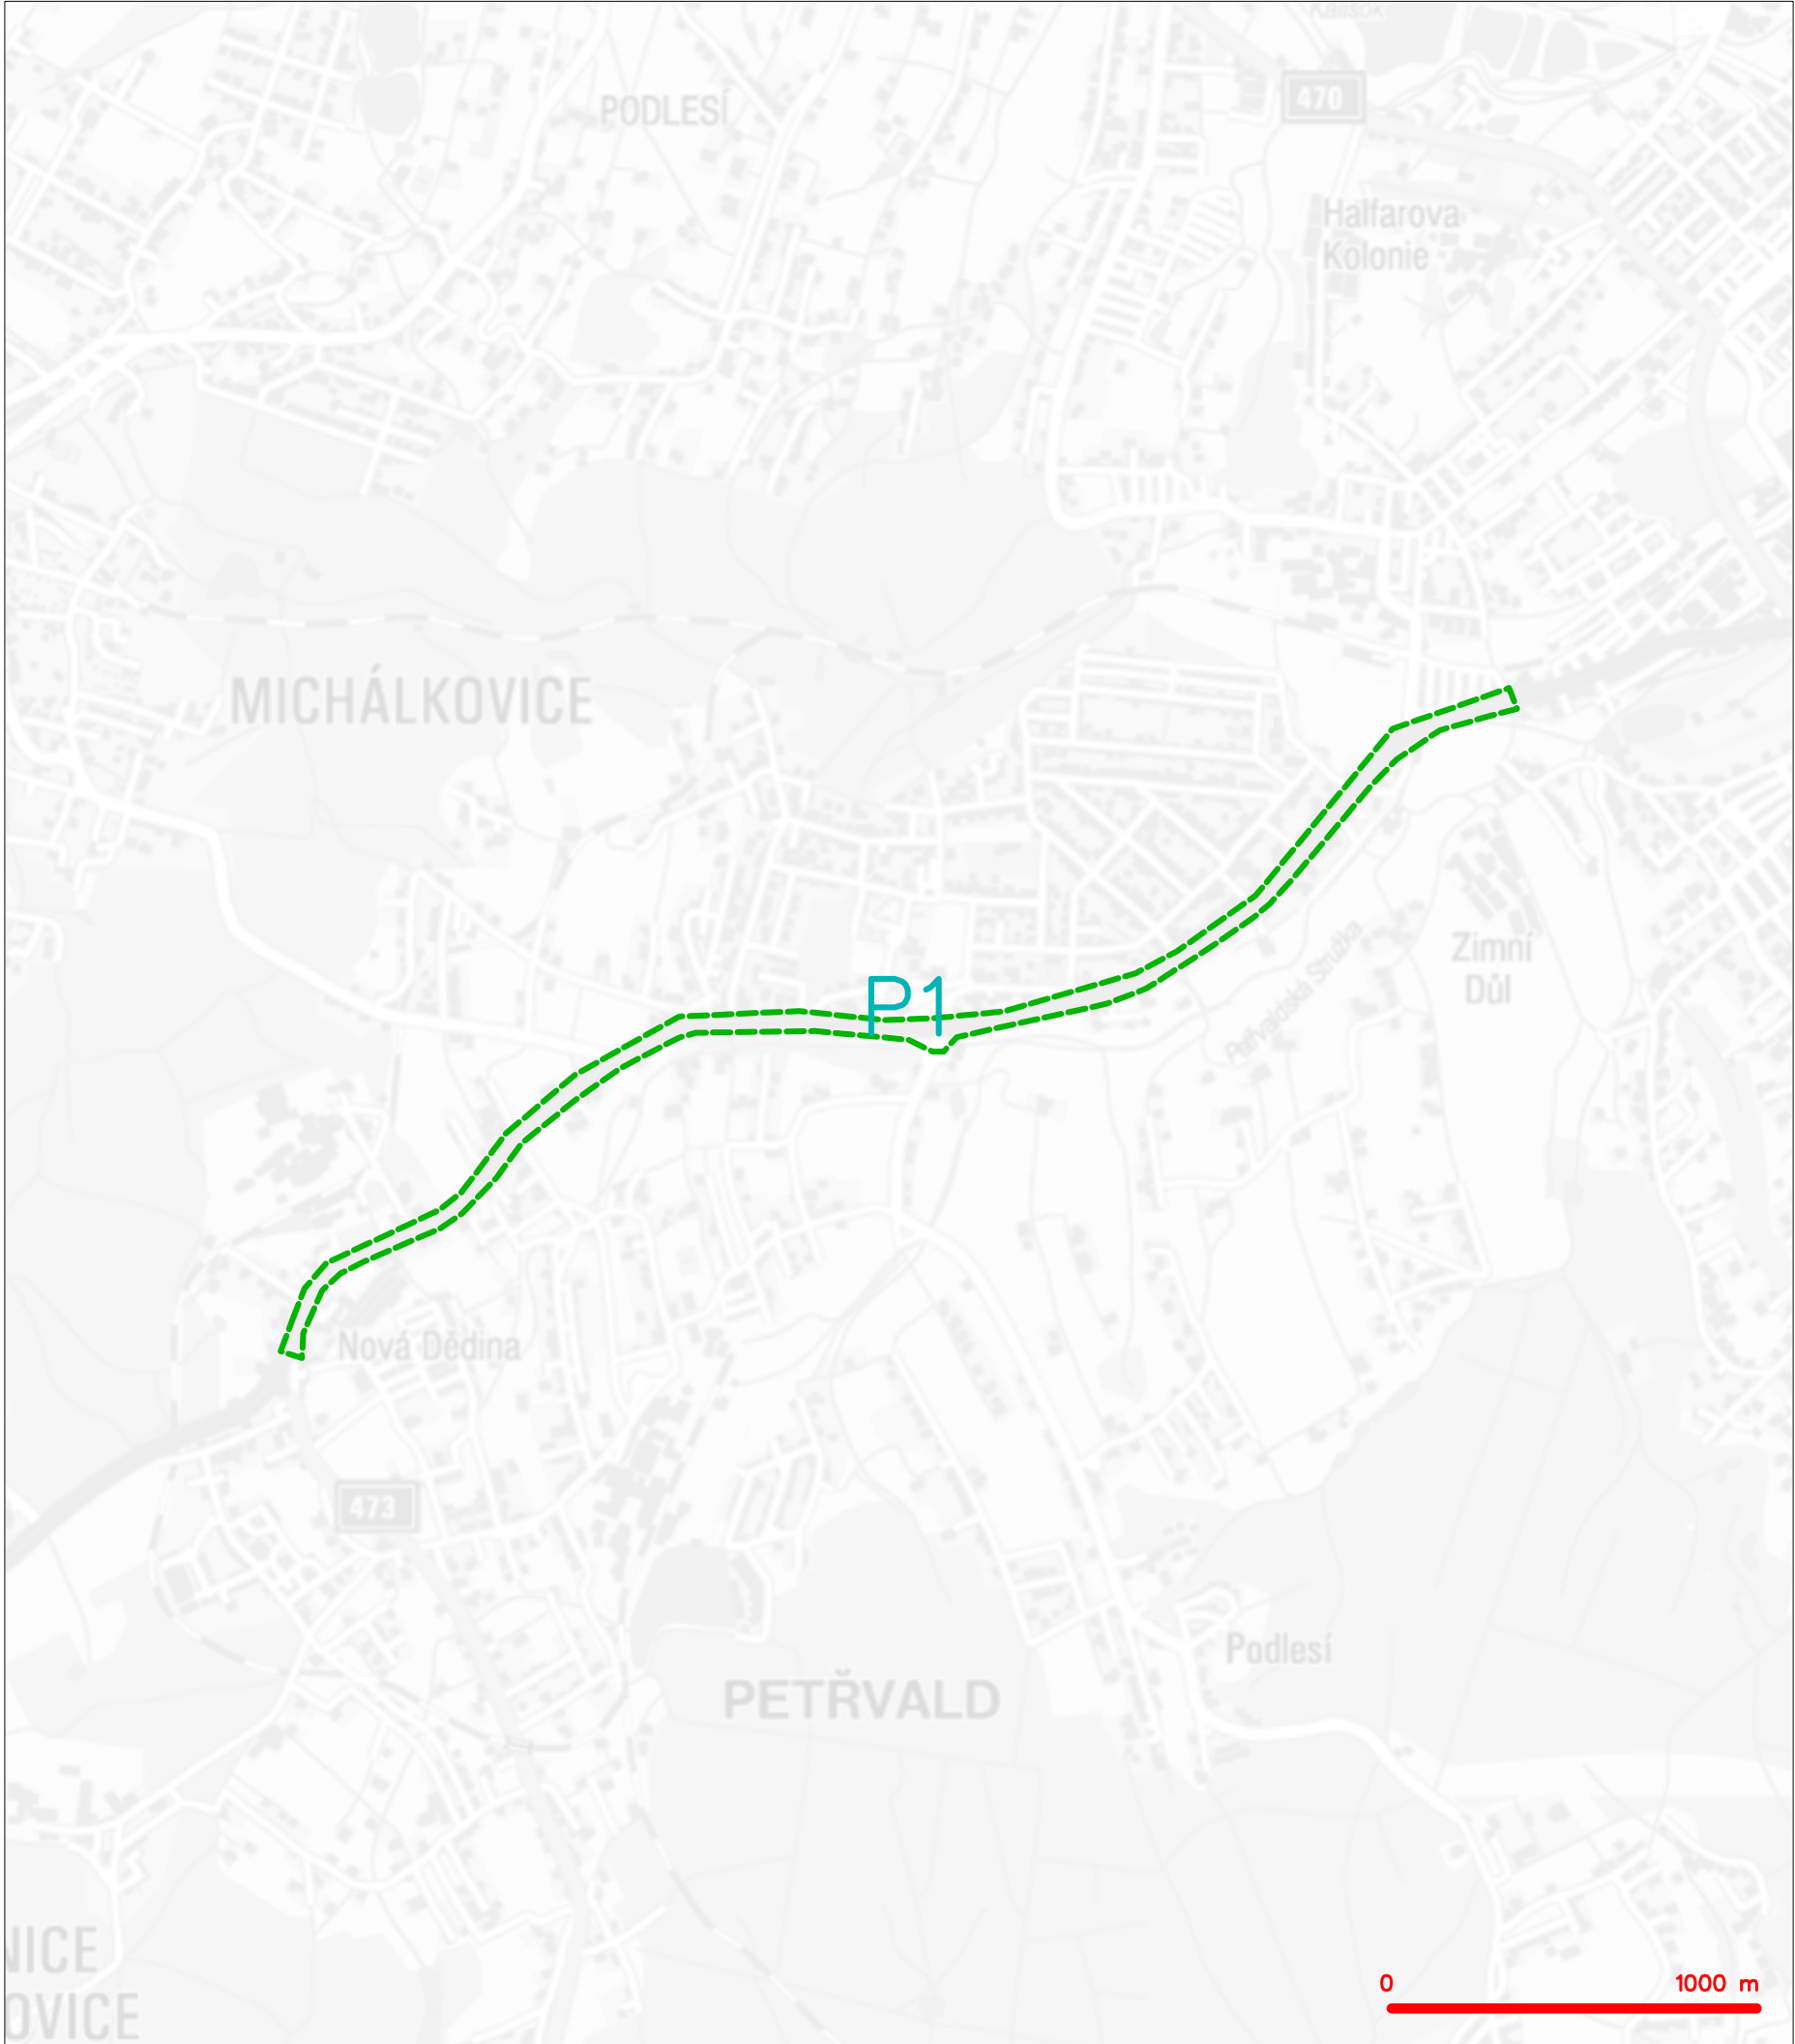 Kališok
PODLESÍ
470
Halfarova
Kolonie
MICHÁLKOVICE
Zimní
Důl
Petřvaldská Stružka
P1
Nová Dědina
473
Podlesí
PETŘVALD
NICE
OVICE
0 1000 m